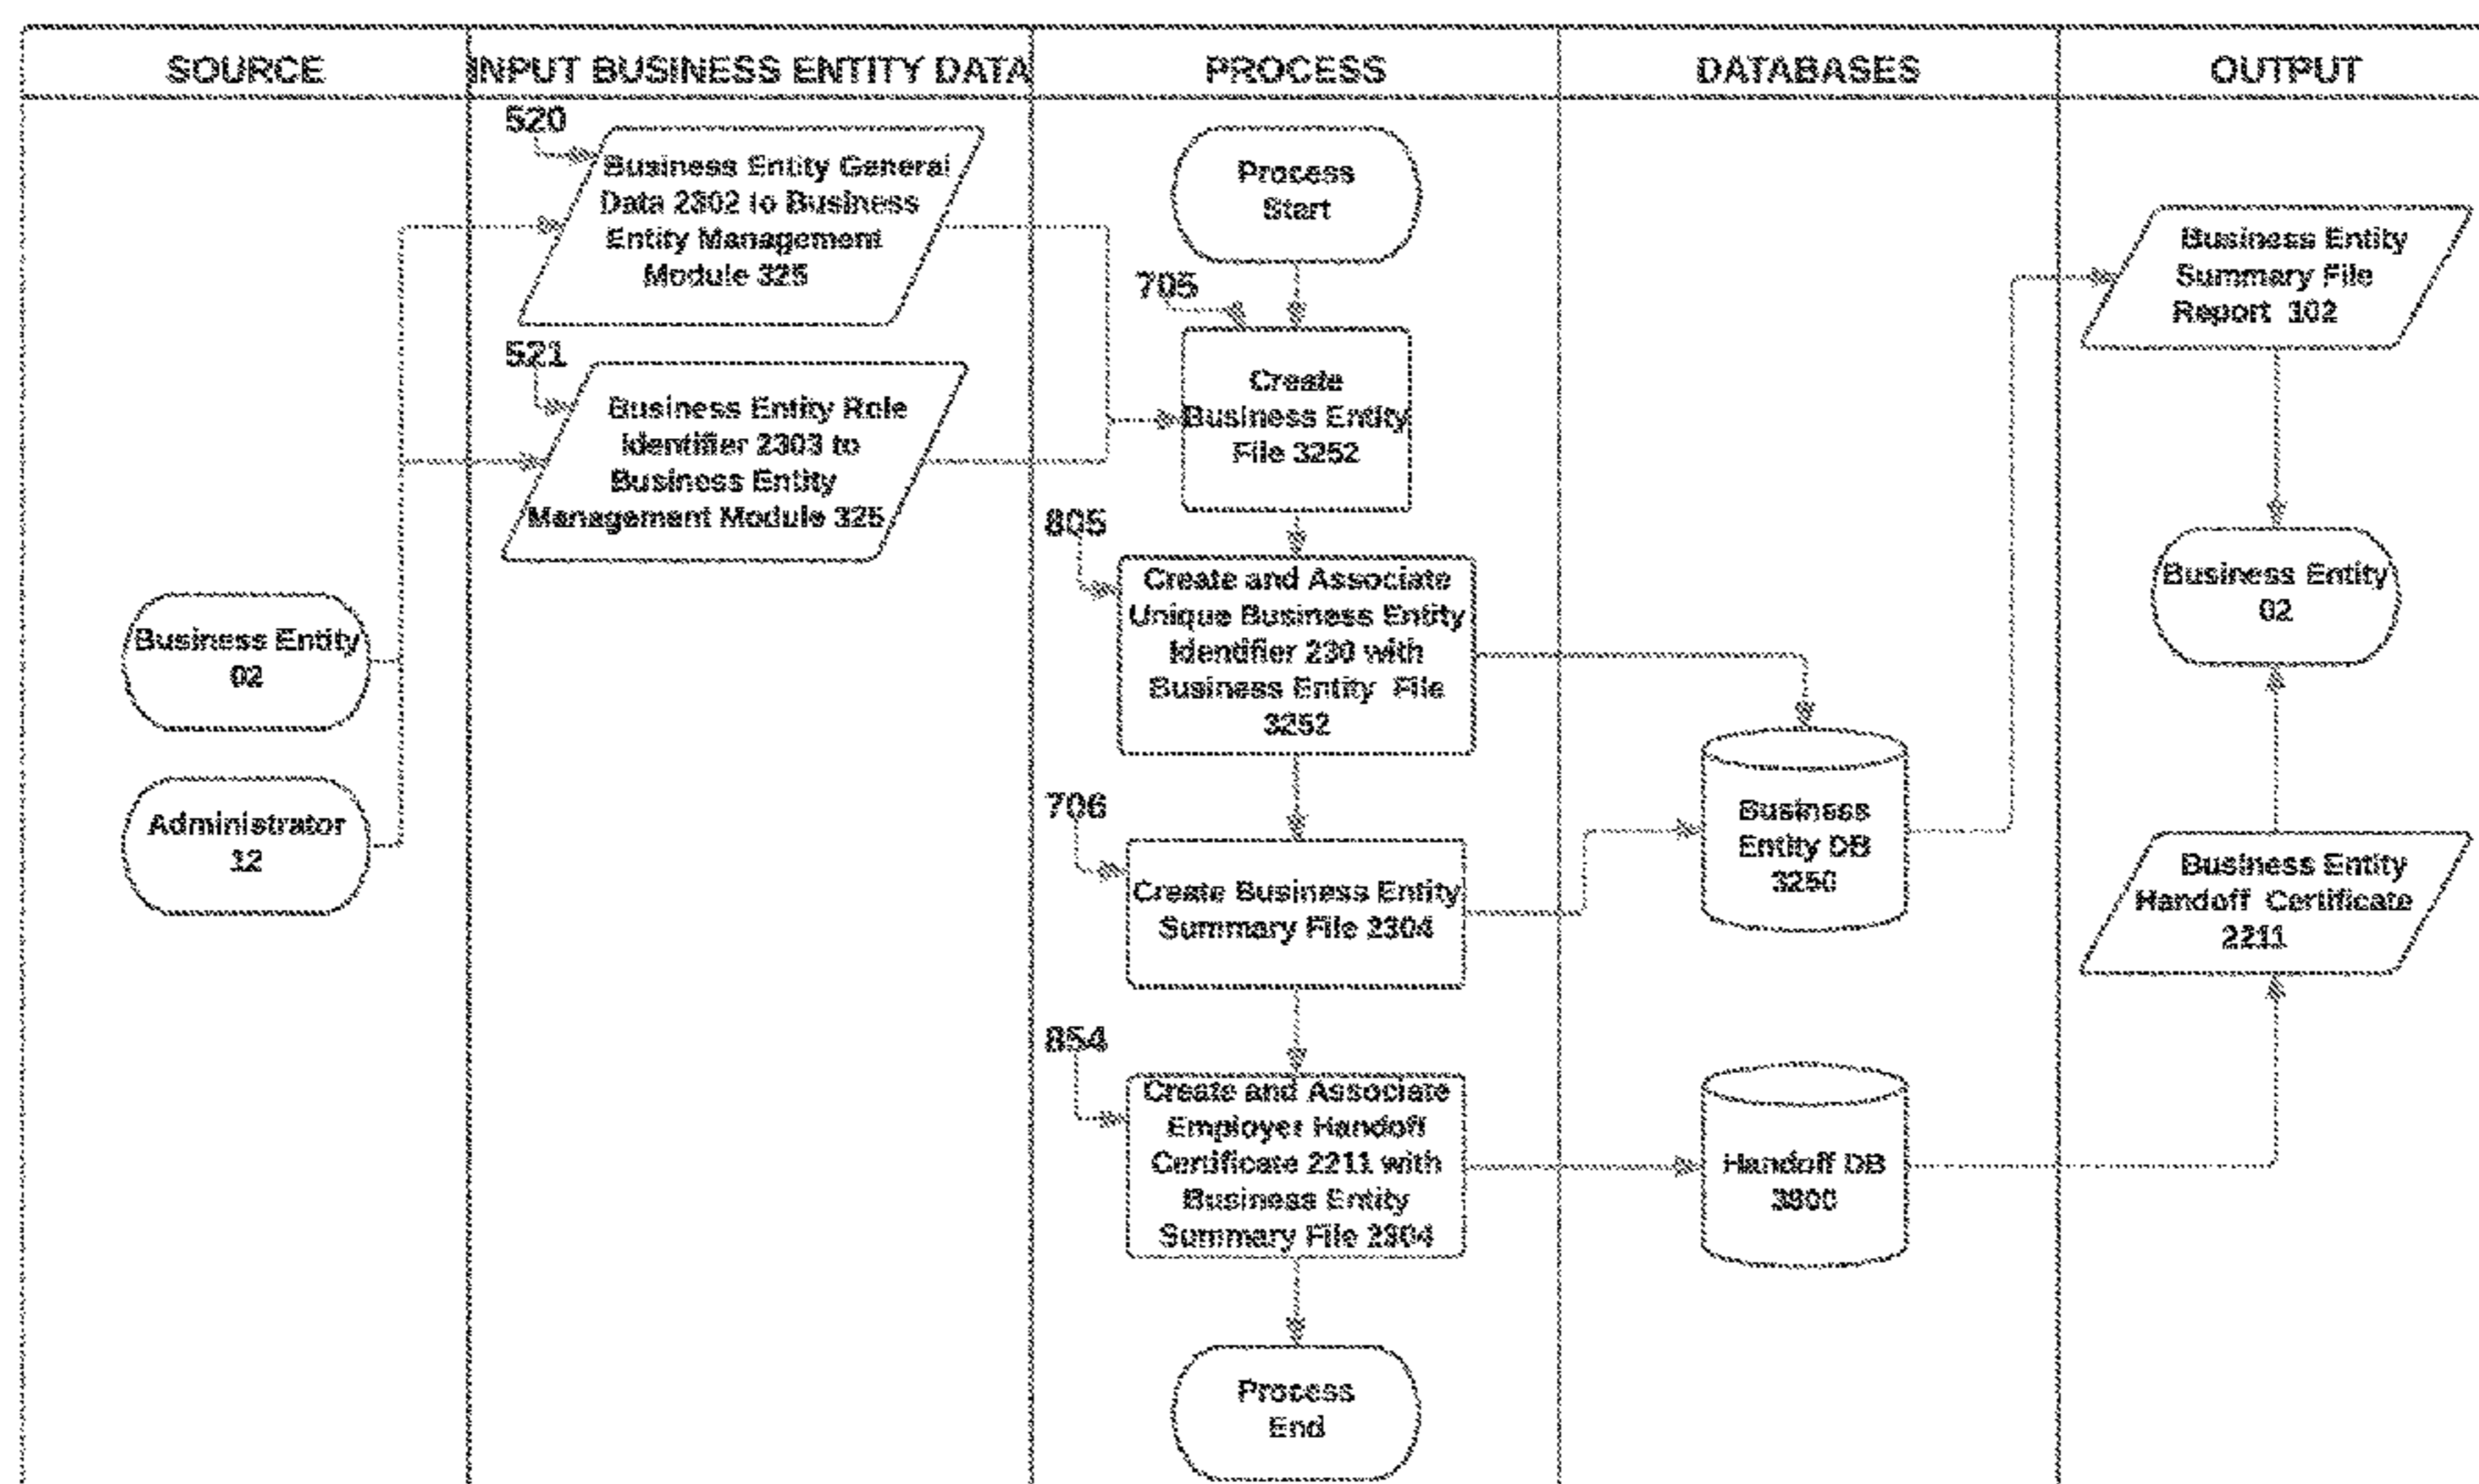 SOURCE
INPUT BUSINESS ENTITY DATA
PROCESS
DATABASES
OUTPUT
Business Entity
02
Administrator
12
520
Business Entity General
Data 2302 to Business
Entity Management
Module 325
521
Business Entity Role
Identifier 2303 to
Business Entity
Management Module 325
Process
Start
705
Create
Business Entity
File 3252
805
Create and Associate
Unique Business Entity
Identifier 230 with
Business Entity File
3252
706
Create Business Entity
Summary File 2304
854
Create and Associate
Employer Handoff
Certificate 2211 with
Business Entity
Summary File 2304
Process
End
Business
Entity DB
3250
Handoff DB
3900
Business Entity
Summary File
Report 102
Business Entity
02
Business Entity
Handoff Certificate
2211